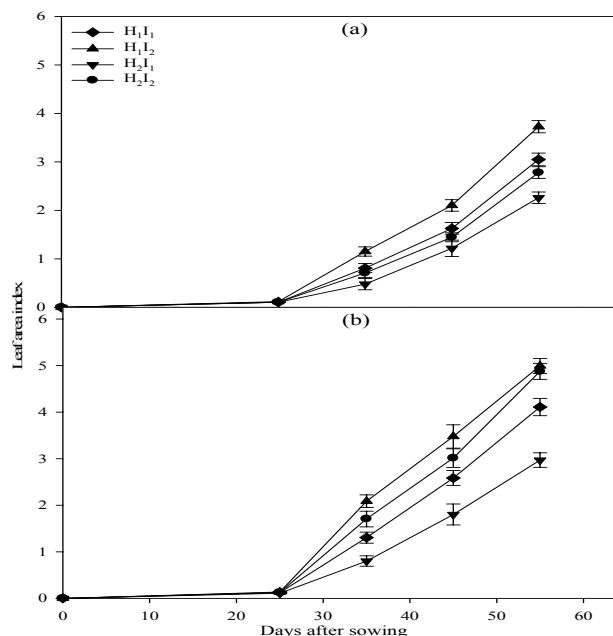 6
(a)
H₁I₁
H₁I₂
H₂I₁
H₂I₂
5
4
3
2
1
0
Leaf area index
(b)
6
5
4
3
2
1
0
0 10 20 30 40 50 60
Days after sowing